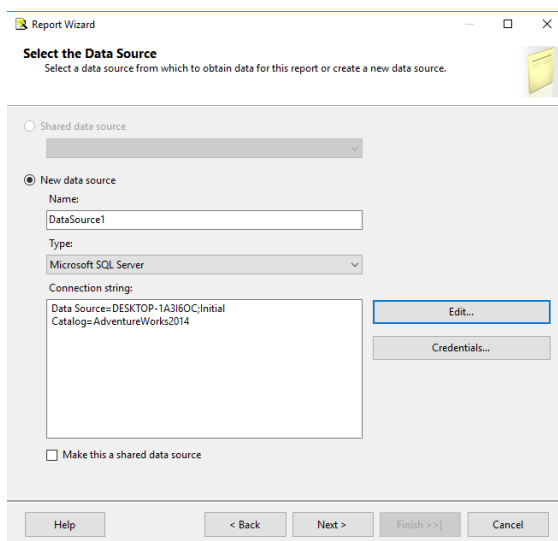 Report Wizard
Select the Data Source
Select a data source from which to obtain data for this report or create a new data source.
Shared data source
New data source
Name:
DataSource1
Type:
Microsoft SQL Server
Connection string:
Data Source=DESKTOP-1A3I6OC;Initial
Catalog=AdventureWorks2014
Edit...
Credentials...
Make this a shared data source
Help
< Back
Next >
Finish >>|
Cancel